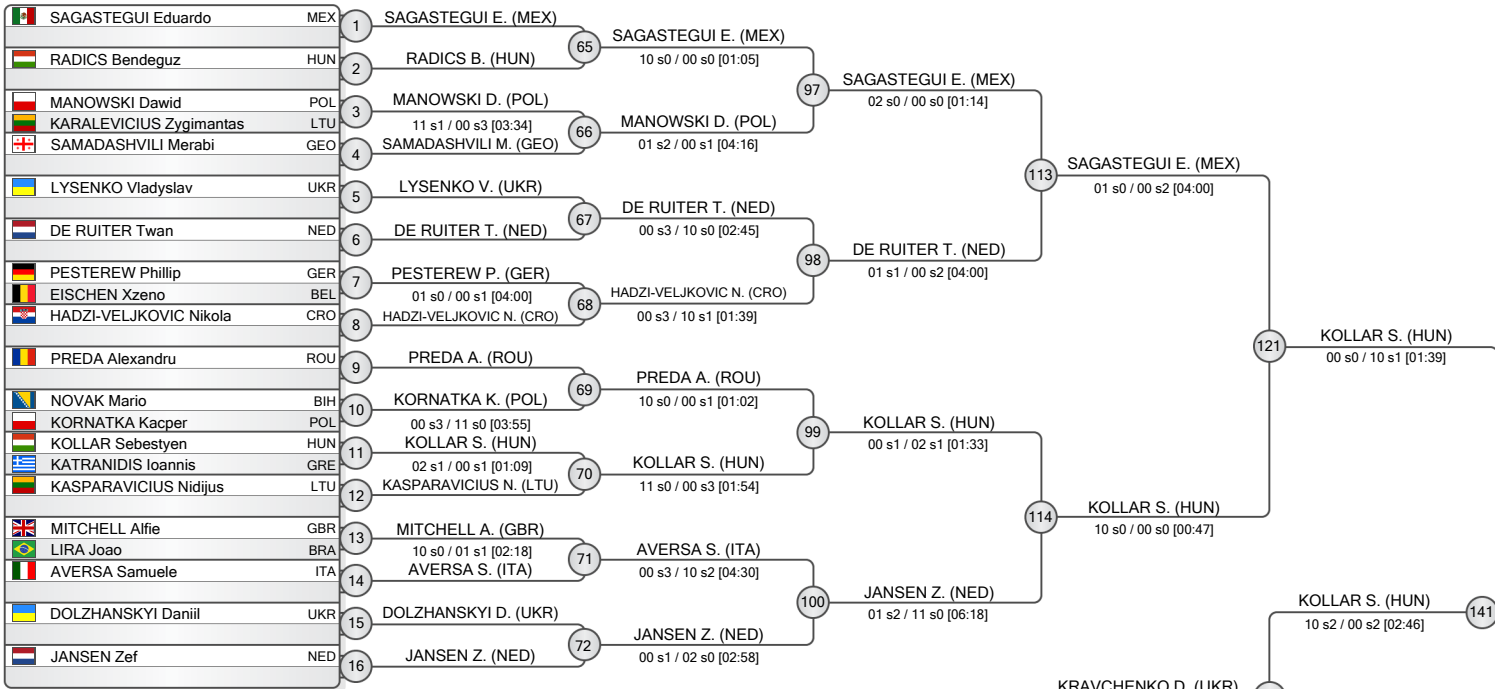 SAGASTEGUI Eduardo MEX
RADICS Bendeguz HUN
MANOWSKI Dawid POL
KARALEVICIUS Zygimantas LTU
SAMADASHVILI Merabi GEO
LYSENKO Vladyslav UKR
DE RUITER Twan NED
PESTEREW Phillip GER
EISCHEN Xzeno BEL
HADZI-VELJKOVIC Nikola CRO
PREDA Alexandru ROU
NOVAK Mario BIH
KORNATKA Kacper POL
KOLLAR Sebestyen HUN
KATRANIDIS Ioannis GRE
KASPARAVICIUS Nidijus LTU
MITCHELL Alfie GBR
LIRA Joao BRA
AVERSA Samuele ITA
DOLZHANSKYI Daniil UKR
JANSEN Zef NED
1
2
3
4
5
6
7
8
9
10
11
12
13
14
15
16
SAGASTEGUI E. (MEX)
RADICS B. (HUN)
MANOWSKI D. (POL)
11 s1 / 00 s3 [03:34]
SAMADASHVILI M. (GEO)
LYSENKO V. (UKR)
DE RUITER T. (NED)
PESTEREW P. (GER)
01 s0 / 00 s1 [04:00]
HADZI-VELJKOVIC N. (CRO)
PREDA A. (ROU)
KORNATKA K. (POL)
00 s3 / 11 s0 [03:55]
KOLLAR S. (HUN)
02 s1 / 00 s1 [01:09]
KASPARAVICIUS N. (LTU)
MITCHELL A. (GBR)
10 s0 / 01 s1 [02:18]
AVERSA S. (ITA)
DOLZHANSKYI D. (UKR)
JANSEN Z. (NED)
65
66
67
68
69
70
71
72
SAGASTEGUI E. (MEX)
10 s0 / 00 s0 [01:05]
MANOWSKI D. (POL)
01 s2 / 00 s1 [04:16]
DE RUITER T. (NED)
00 s3 / 10 s0 [02:45]
HADZI-VELJKOVIC N. (CRO)
00 s3 / 10 s1 [01:39]
PREDA A. (ROU)
10 s0 / 00 s1 [01:02]
KOLLAR S. (HUN)
11 s0 / 00 s3 [01:54]
AVERSA S. (ITA)
00 s3 / 10 s2 [04:30]
JANSEN Z. (NED)
00 s1 / 02 s0 [02:58]
97
98
99
100
SAGASTEGUI E. (MEX)
02 s0 / 00 s0 [01:14]
DE RUITER T. (NED)
01 s1 / 00 s2 [04:00]
KOLLAR S. (HUN)
00 s1 / 02 s1 [01:33]
JANSEN Z. (NED)
01 s2 / 11 s0 [06:18]
113
114
SAGASTEGUI E. (MEX)
01 s0 / 00 s2 [04:00]
KOLLAR S. (HUN)
10 s0 / 00 s0 [00:47]
121
KOLLAR S. (HUN)
00 s0 / 10 s1 [01:39]
KOLLAR S. (HUN)
10 s2 / 00 s2 [02:46]
141
KRAVCHENKO D. (UKR)